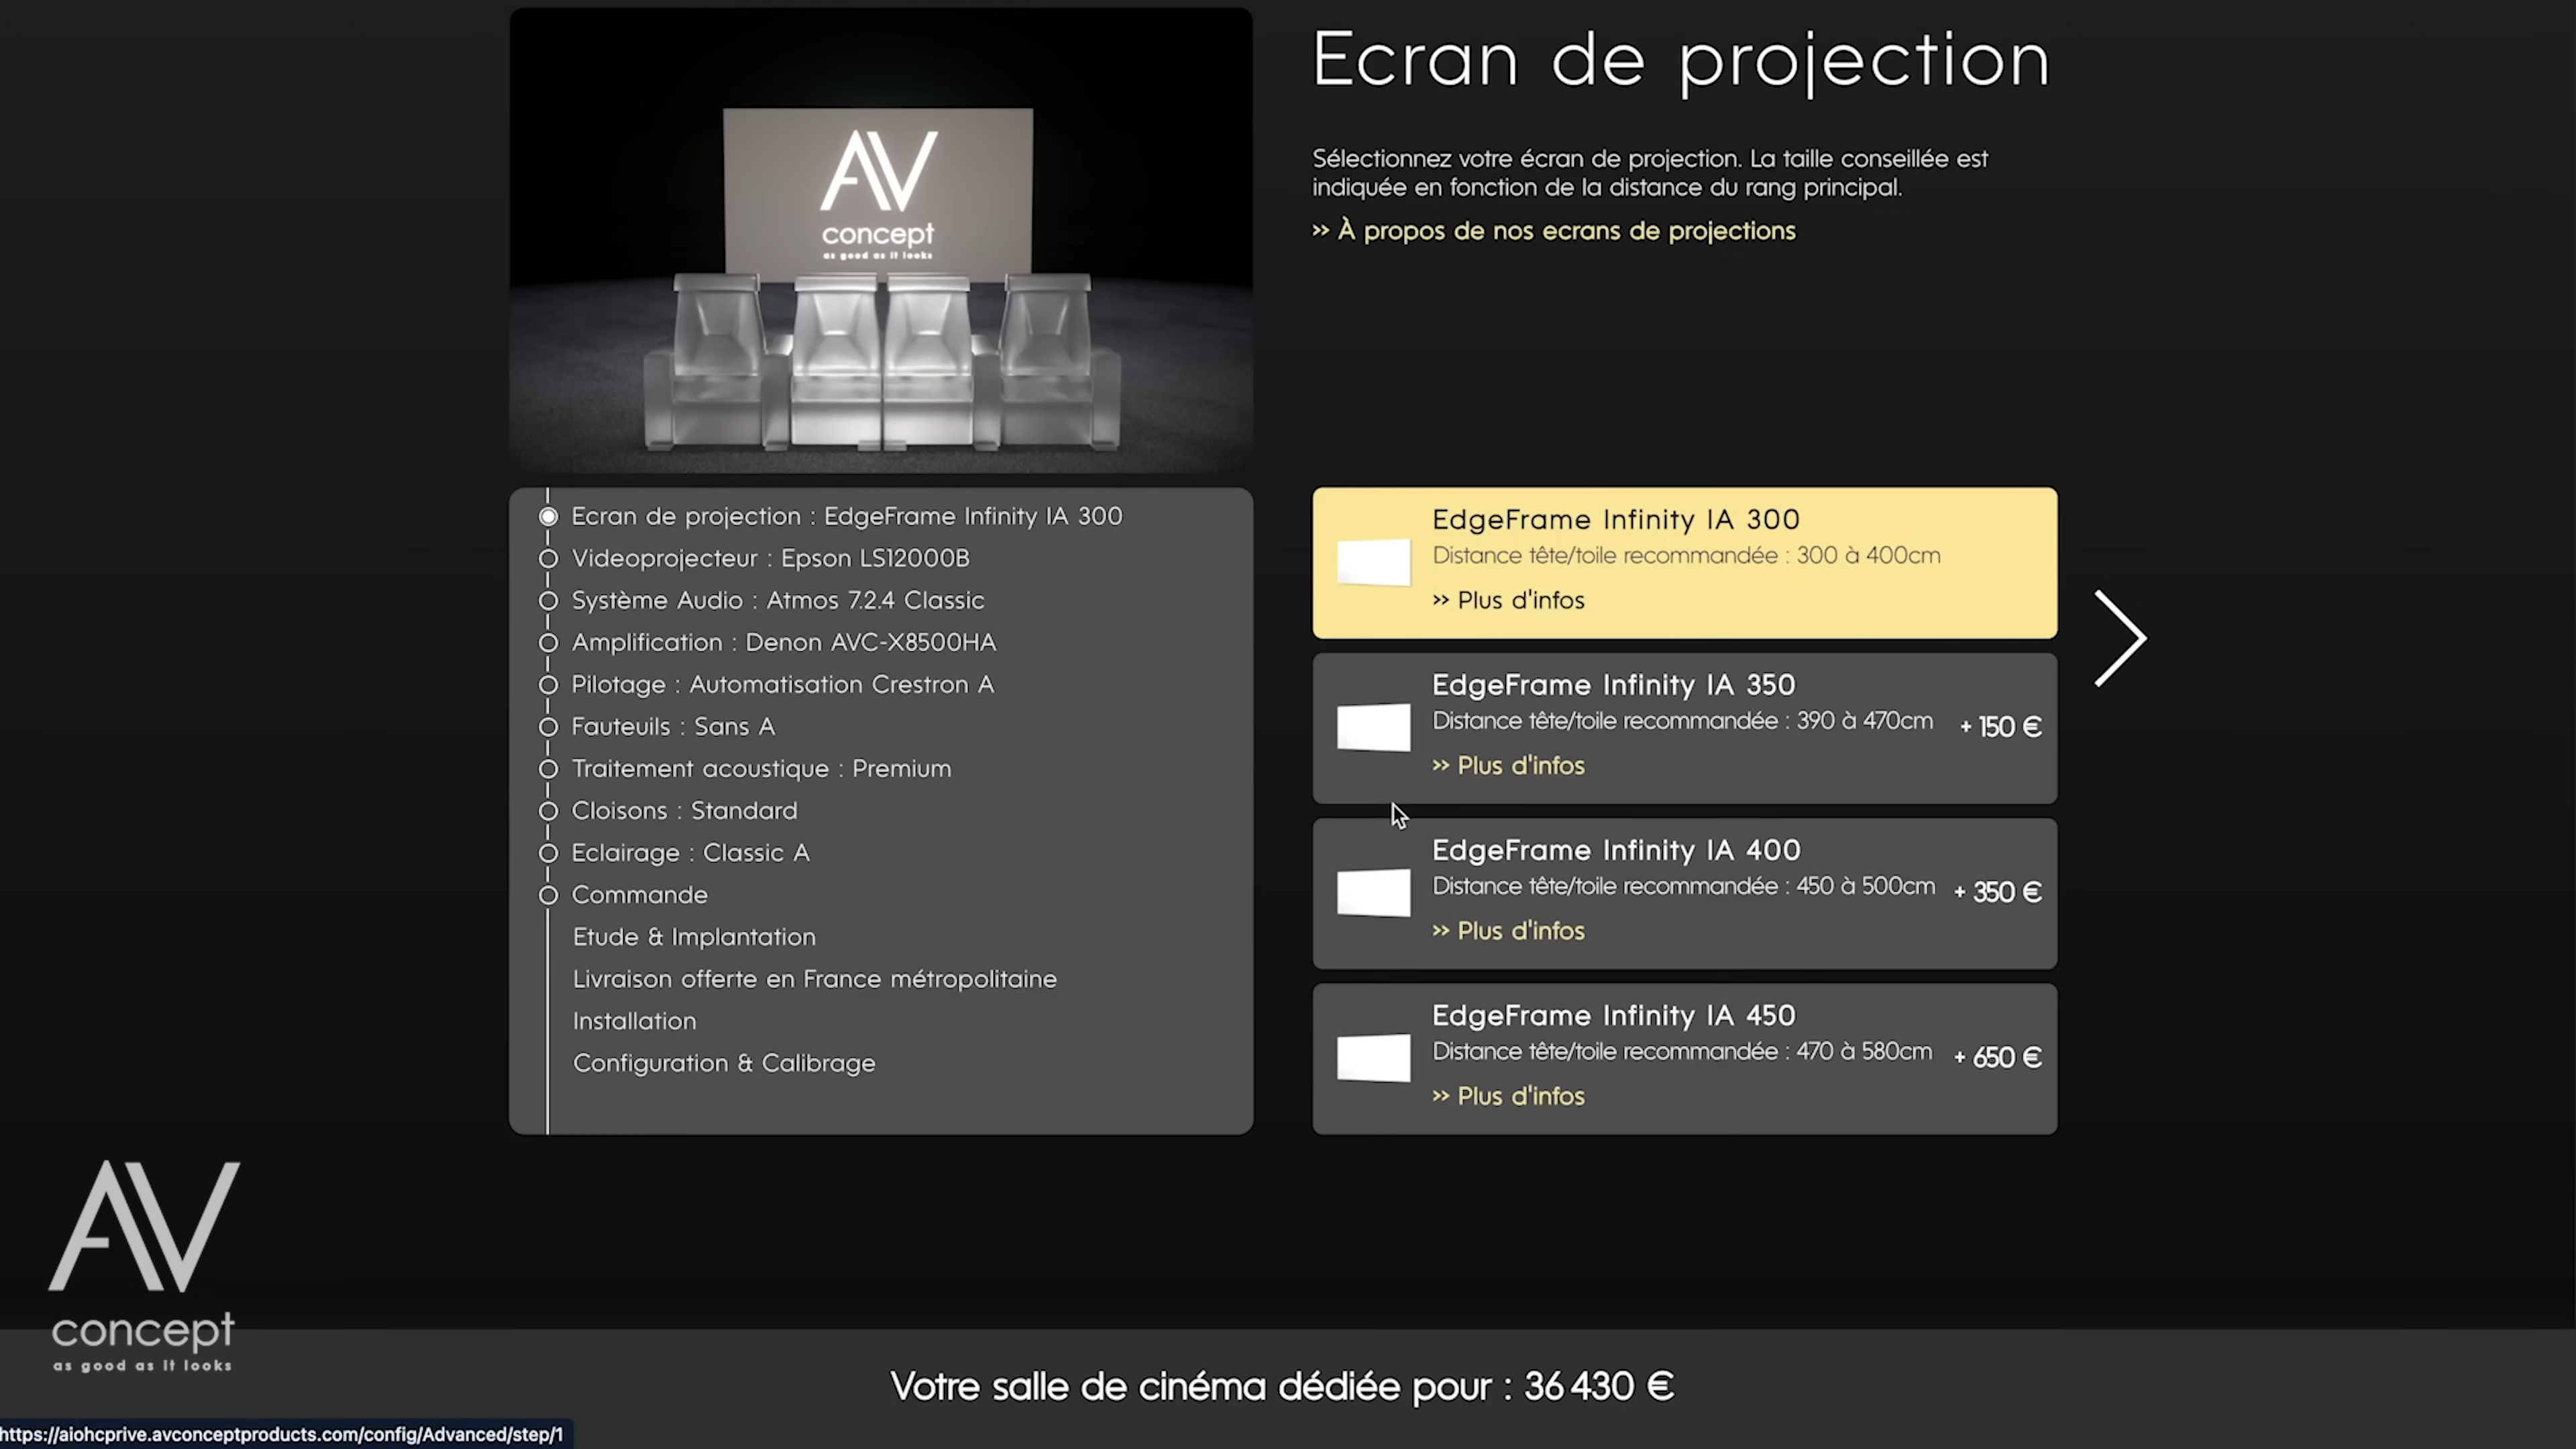 AV
concept
as good as it looks
Ecran de projection
Sélectionnez votre écran de projection. La taille conseillée est
indiquée en fonction de la distance du rang principal.
>> À propos de nos ecrans de projections
Ecran de projection : EdgeFrame Infinity IA 300
Videoprojecteur : Epson LS12000B
Système Audio : Atmos 7.2.4 Classic
Amplification : Denon AVC-X8500HA
Pilotage : Automatisation Crestron A
Fauteuils : Sans A
Traitement acoustique : Premium
Cloisons : Standard
Eclairage : Classic A
Commande
Etude & Implantation
Livraison offerte en France métropolitaine
Installation
Configuration & Calibrage
EdgeFrame Infinity IA 300
Distance tête/toile recommandée : 300 à 400cm
>> Plus d'infos
EdgeFrame Infinity IA 350
Distance tête/toile recommandée : 390 à 470cm
+ 150 €
>> Plus d'infos
EdgeFrame Infinity IA 400
Distance tête/toile recommandée : 450 à 500cm
+ 350 €
>> Plus d'infos
EdgeFrame Infinity IA 450
Distance tête/toile recommandée : 470 à 580cm
+ 650 €
>> Plus d'infos
AV
concept
as good as it looks
Votre salle de cinéma dédiée pour : 36 430 €
https://aiohcprive.avconceptproducts.com/config/Advanced/step/1